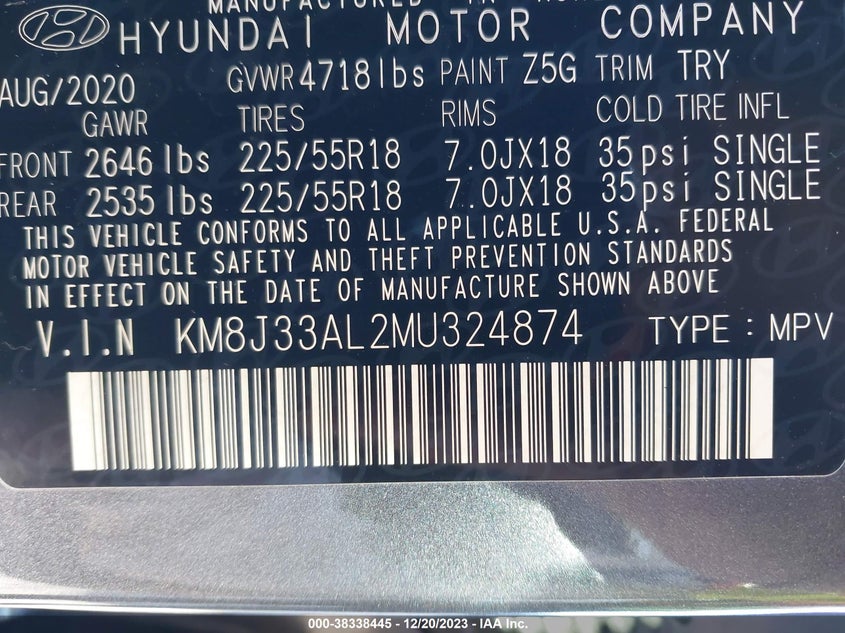 MANUFACTURED IN
HYUNDAI MOTOR COMPANY
AUG/2020 GVWR 4718lbs PAINT Z5G TRIM TRY
GAWR TIRES RIMS COLD TIRE INFL
FRONT 2646 lbs 225/55R18 7.0JX18 35psi SINGLE
REAR 2535 lbs 225/55R18 7.0JX18 35psi SINGLE
THIS VEHICLE CONFORMS TO ALL APPLICABLE U.S.A. FEDERAL
MOTOR VEHICLE SAFETY AND THEFT PREVENTION STANDARDS
IN EFFECT ON THE DATE OF MANUFACTURE SHOWN ABOVE
V.I.N KM8J33AL2MU324874 TYPE : MPV
000-38338445 - 12/20/2023 - IAA Inc.